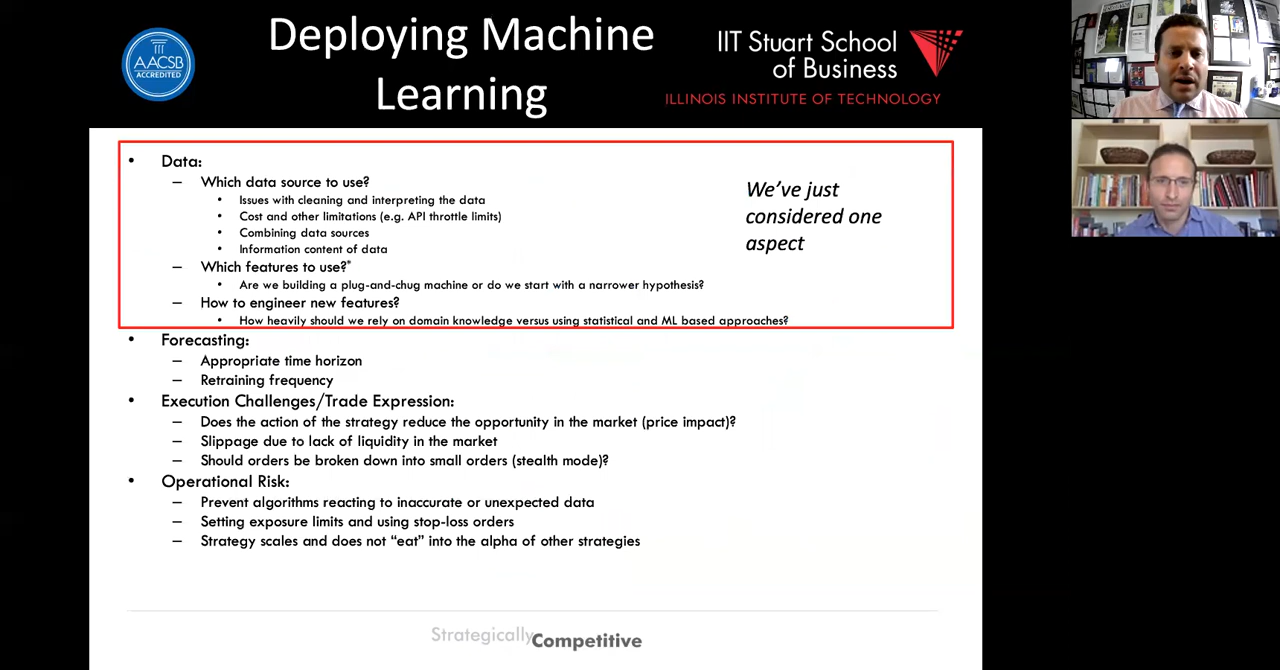 Deploying Machine
Learning
AACSB
ACCREDITED
IIT Stuart School
of Business
ILLINOIS INSTITUTE OF TECHNOLOGY
• Data:
– Which data source to use?
• Issues with cleaning and interpreting the data
• Cost and other limitations (e.g. API throttle limits)
• Combining data sources
• Information content of data
– Which features to use?*
• Are we building a plug-and-chug machine or do we start with a narrower hypothesis?
– How to engineer new features?
• How heavily should we rely on domain knowledge versus using statistical and ML based approaches?
We've just
considered one
aspect
• Forecasting:
– Appropriate time horizon
– Retraining frequency
• Execution Challenges/Trade Expression:
– Does the action of the strategy reduce the opportunity in the market (price impact)?
– Slippage due to lack of liquidity in the market
– Should orders be broken down into small orders (stealth mode)?
• Operational Risk:
– Prevent algorithms reacting to inaccurate or unexpected data
– Setting exposure limits and using stop-loss orders
– Strategy scales and does not “eat” into the alpha of other strategies
StrategicallyCompetitive